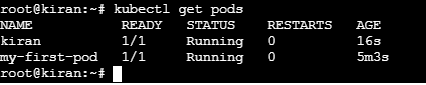 root@kiran:~# kubectl get pods
NAME READY STATUS RESTARTS AGE
kiran 1/1 Running 0 16s
my-first-pod 1/1 Running 0 5m3s
root@kiran:~#